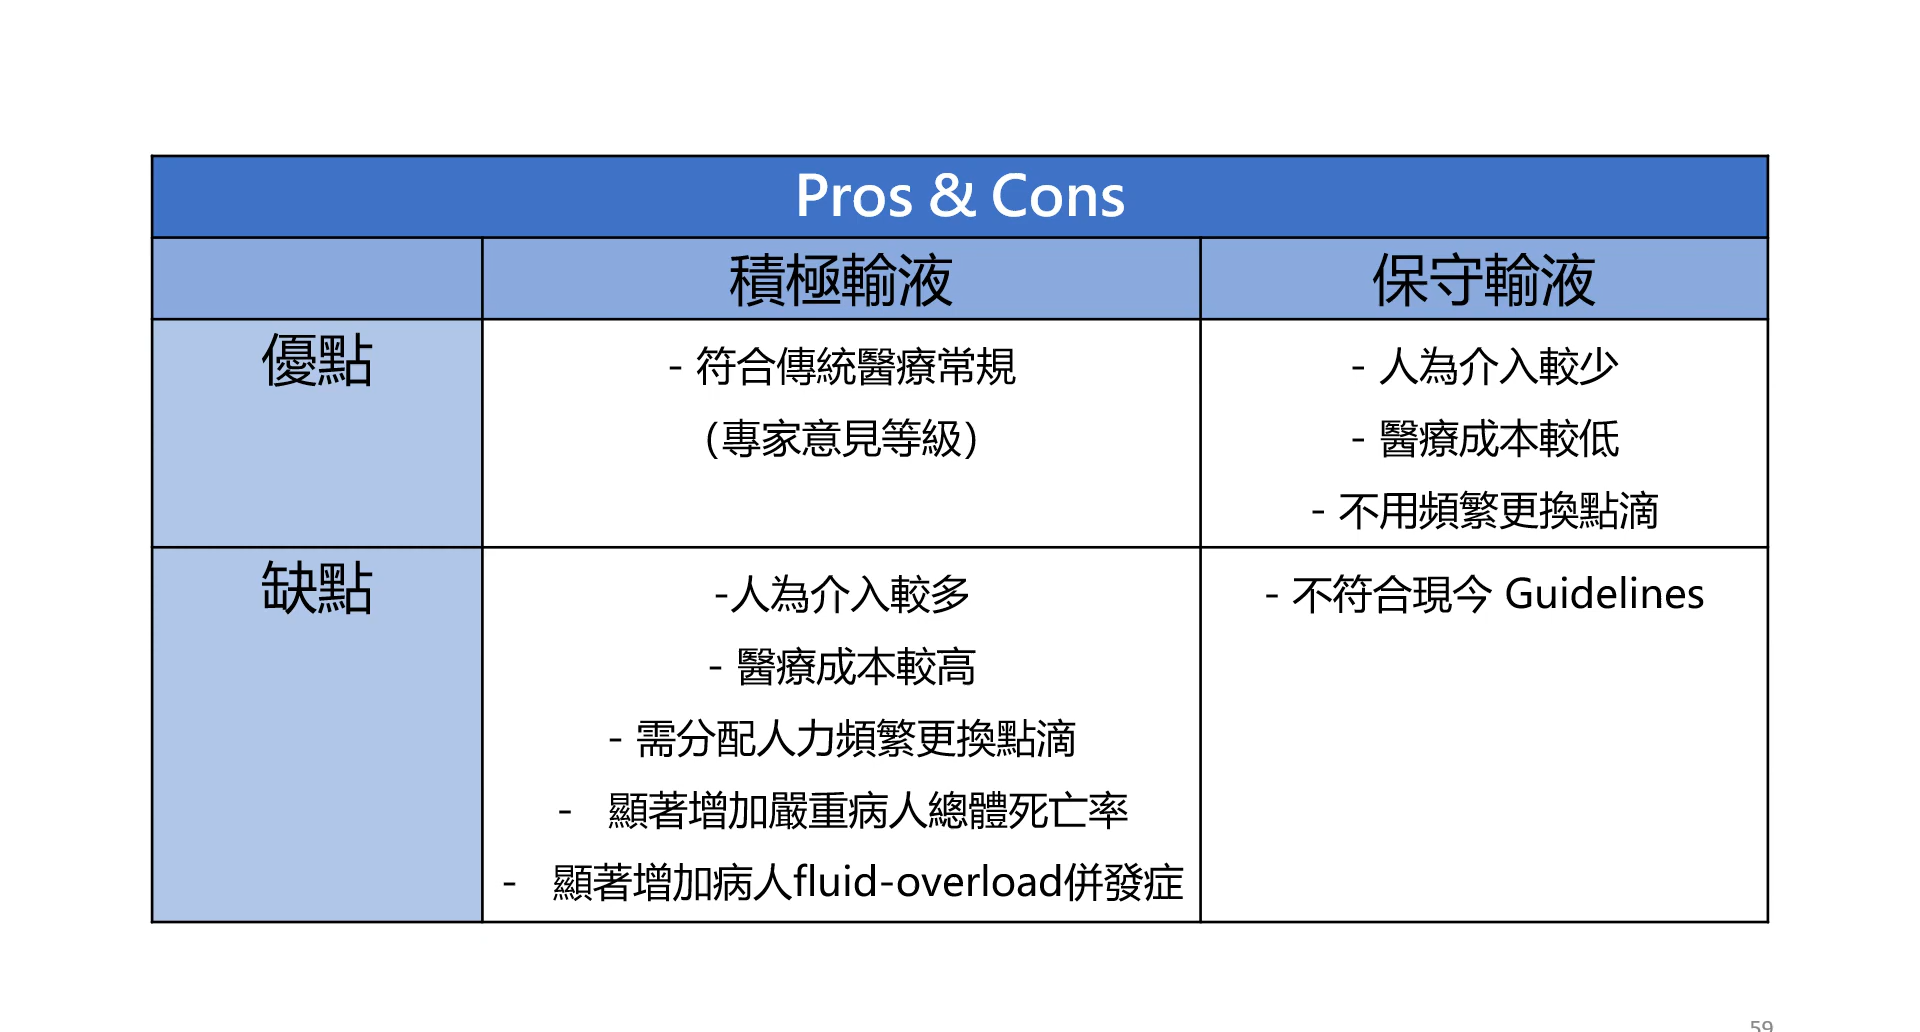 Pros & Cons
積極輸液
保守輸液
優點
- 符合傳統醫療常規
（專家意見等級）
- 人為介入較少
- 醫療成本較低
- 不用頻繁更換點滴
缺點
-人為介入較多
- 醫療成本較高
- 需分配人力頻繁更換點滴
- 顯著增加嚴重病人總體死亡率
- 顯著增加病人fluid-overload併發症
- 不符合現今 Guidelines
59